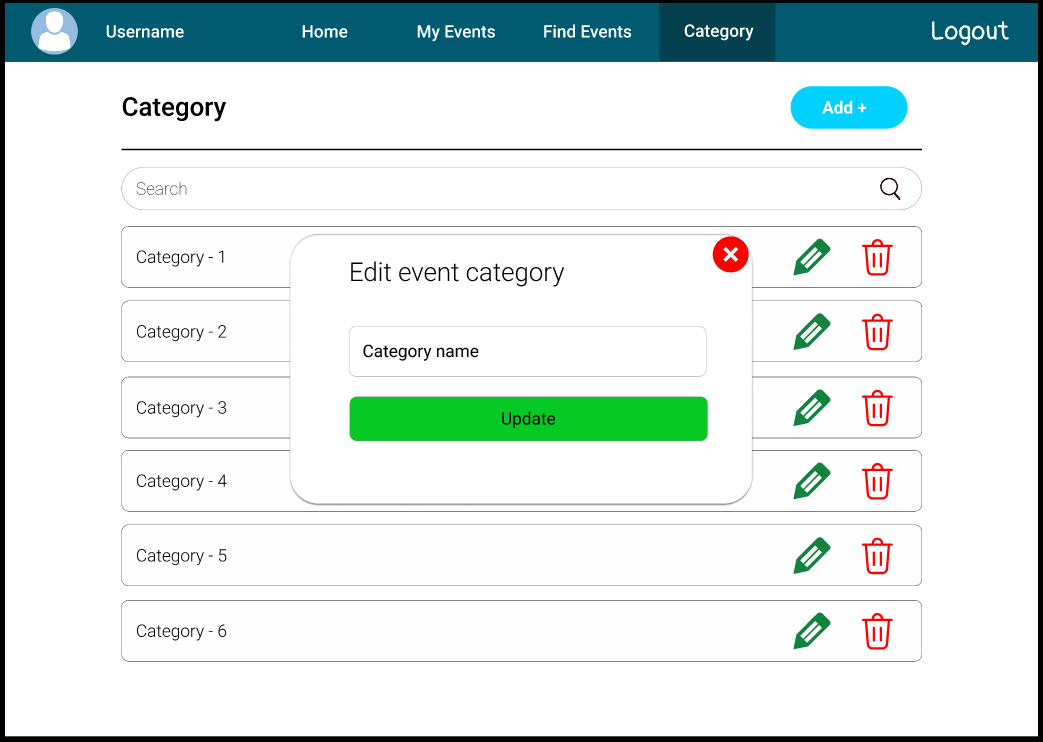 Username Home My Events Find Events Category Logout
Category Add +
Search
Category - 1
Category - 2
Category - 3
Category - 4
Category - 5
Category - 6
Edit event category
Category name
Update